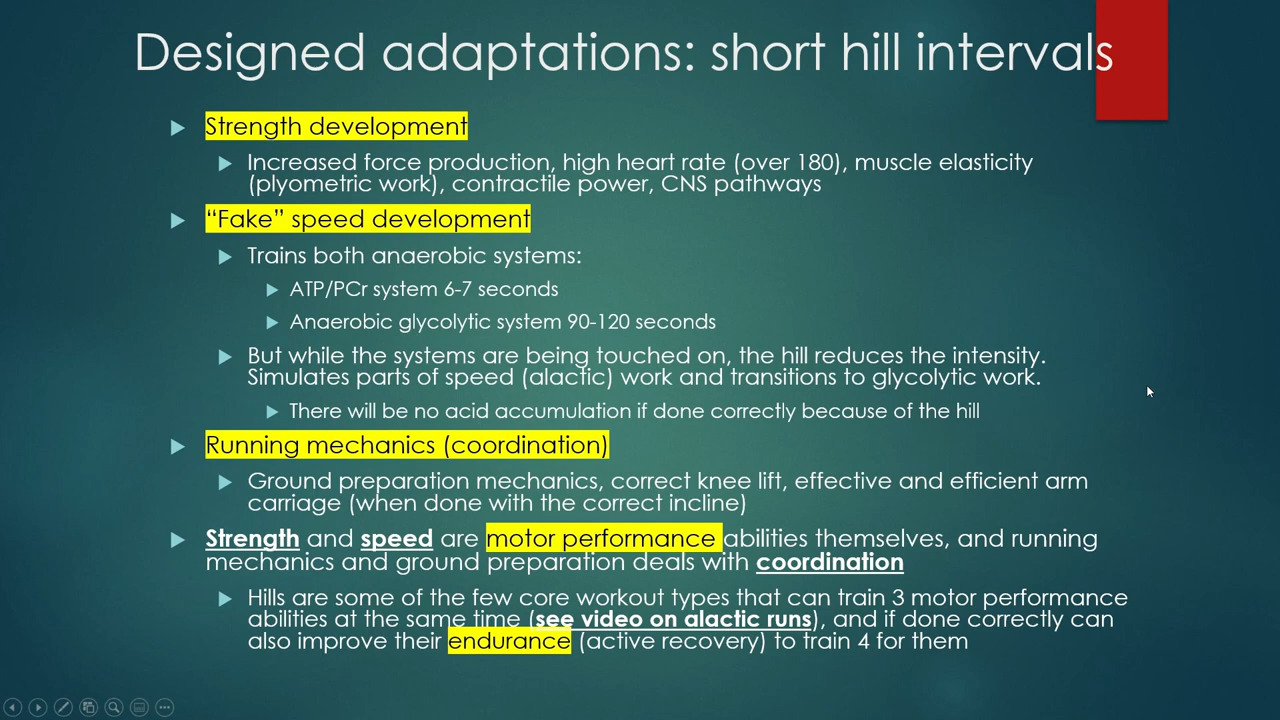 Designed adaptations: short hill intervals
Strength development
Increased force production, high heart rate (over 180), muscle elasticity
(plyometric work), contractile power, CNS pathways
“Fake” speed development
Trains both anaerobic systems:
ATP/PCr system 6-7 seconds
Anaerobic glycolytic system 90-120 seconds
But while the systems are being touched on, the hill reduces the intensity.
Simulates parts of speed (alactic) work and transitions to glycolytic work.
There will be no acid accumulation if done correctly because of the hill
Running mechanics (coordination)
Ground preparation mechanics, correct knee lift, effective and efficient arm
carriage (when done with the correct incline)
Strength and speed are motor performance abilities themselves, and running
mechanics and ground preparation deals with coordination
Hills are some of the few core workout types that can train 3 motor performance
abilities at the same time (see video on alactic runs), and if done correctly can
also improve their endurance (active recovery) to train 4 for them